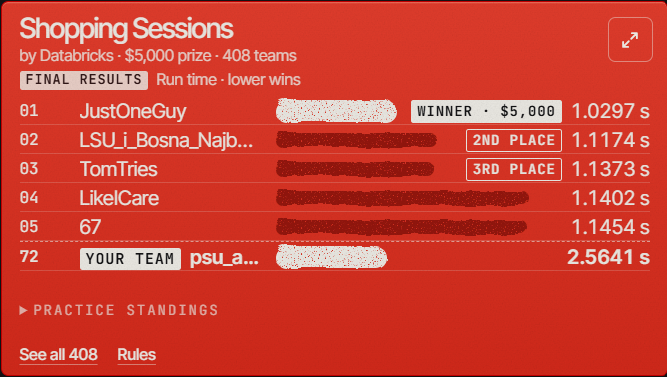 Shopping Sessions
by Databricks · $5,000 prize · 408 teams
FINAL RESULTS Run time · lower wins
01 JustOneGuy WINNER · $5,000 1.0297 s
02 LSU_i_Bosna_Najb... 2ND PLACE 1.1174 s
03 TomTries 3RD PLACE 1.1373 s
04 LikeICare 1.1402 s
05 67 1.1454 s
72 YOUR TEAM psu_a... 2.5641 s
▶ PRACTICE STANDINGS
See all 408 Rules